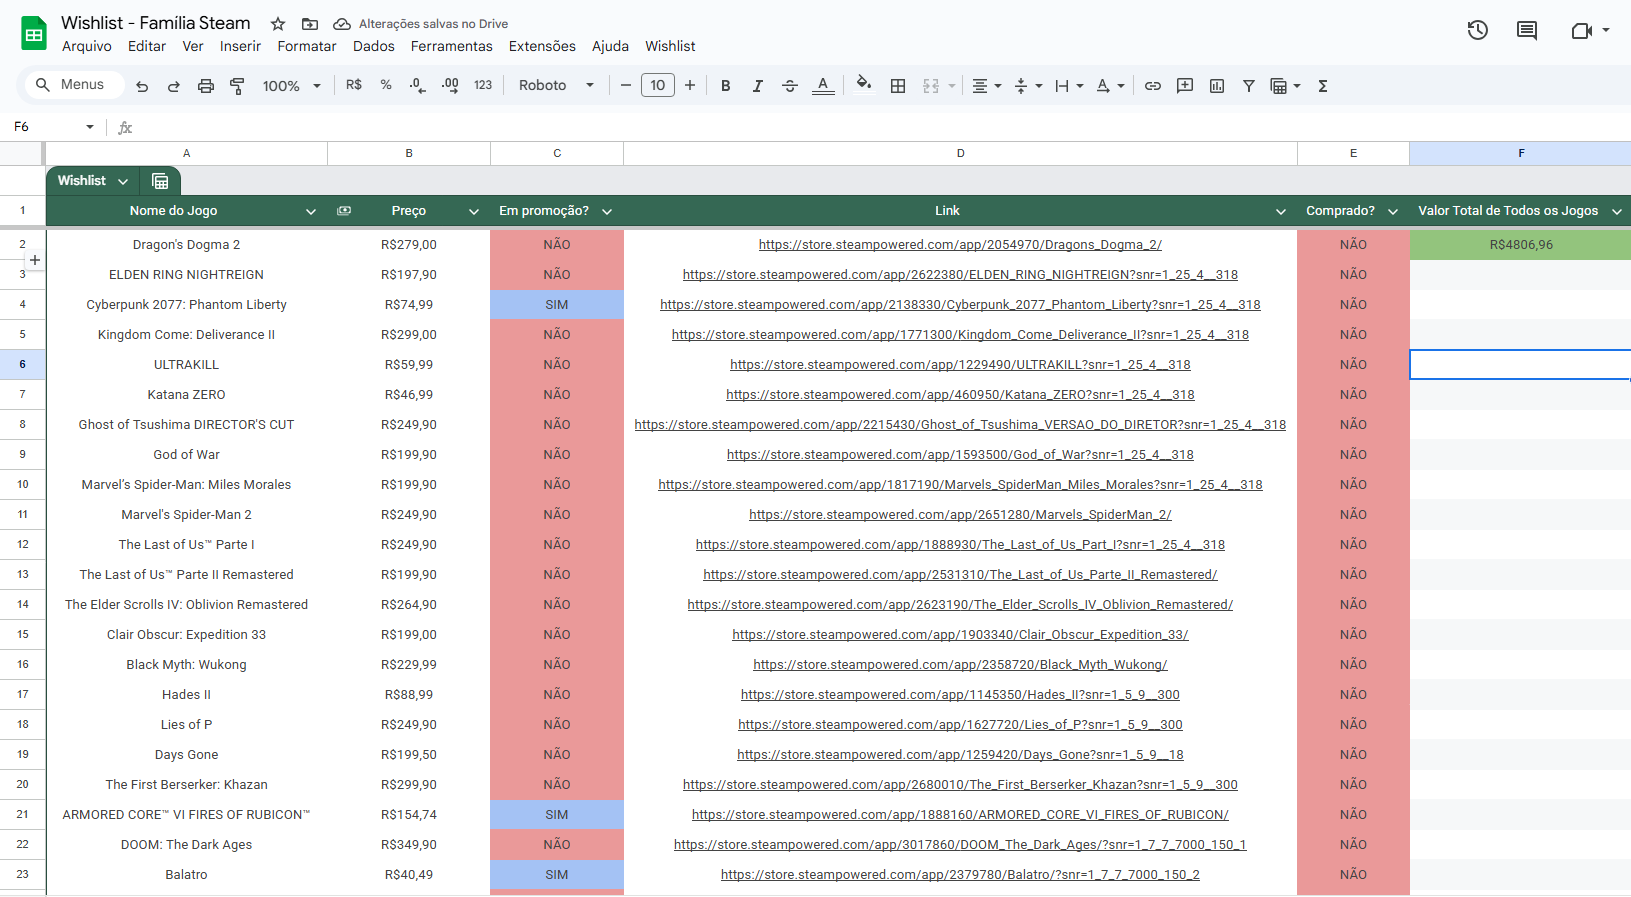 Wishlist - Família Steam Alterações salvas no Drive
Arquivo Editar Ver Inserir Formatar Dados Ferramentas Extensões Ajuda Wishlist
Menus 100% R$ % .0 .00 123 Roboto 10 B I A
F6 fx
A B C D E F
Wishlist
1 Nome do Jogo Preço Em promoção? Link Comprado? Valor Total de Todos os Jogos
2 Dragon's Dogma 2 R$279,00 NÃO https://store.steampowered.com/app/2054970/Dragons_Dogma_2/ NÃO R$4806,96
3 ELDEN RING NIGHTREIGN R$197,90 NÃO https://store.steampowered.com/app/2622380/ELDEN_RING_NIGHTREIGN?snr=1_25_4__318 NÃO
4 Cyberpunk 2077: Phantom Liberty R$74,99 SIM https://store.steampowered.com/app/2138330/Cyberpunk_2077_Phantom_Liberty?snr=1_25_4__318 NÃO
5 Kingdom Come: Deliverance II R$299,00 NÃO https://store.steampowered.com/app/1771300/Kingdom_Come_Deliverance_II?snr=1_25_4__318 NÃO
6 ULTRAKILL R$59,99 NÃO https://store.steampowered.com/app/1229490/ULTRAKILL?snr=1_25_4__318 NÃO
7 Katana ZERO R$46,99 NÃO https://store.steampowered.com/app/460950/Katana_ZERO?snr=1_25_4__318 NÃO
8 Ghost of Tsushima DIRECTOR'S CUT R$249,90 NÃO https://store.steampowered.com/app/2215430/Ghost_of_Tsushima_VERSAO_DO_DIRETOR?snr=1_25_4__318 NÃO
9 God of War R$199,90 NÃO https://store.steampowered.com/app/1593500/God_of_War?snr=1_25_4__318 NÃO
10 Marvel's Spider-Man: Miles Morales R$199,90 NÃO https://store.steampowered.com/app/1817190/Marvels_SpiderMan_Miles_Morales?snr=1_25_4__318 NÃO
11 Marvel's Spider-Man 2 R$249,90 NÃO https://store.steampowered.com/app/2651280/Marvels_SpiderMan_2/ NÃO
12 The Last of Us™ Parte I R$249,90 NÃO https://store.steampowered.com/app/1888930/The_Last_of_Us_Part_I?snr=1_25_4__318 NÃO
13 The Last of Us™ Parte II Remastered R$199,90 NÃO https://store.steampowered.com/app/2531310/The_Last_of_Us_Parte_II_Remastered/ NÃO
14 The Elder Scrolls IV: Oblivion Remastered R$264,90 NÃO https://store.steampowered.com/app/2623190/The_Elder_Scrolls_IV_Oblivion_Remastered/ NÃO
15 Clair Obscur: Expedition 33 R$199,00 NÃO https://store.steampowered.com/app/1903340/Clair_Obscur_Expedition_33/ NÃO
16 Black Myth: Wukong R$229,99 NÃO https://store.steampowered.com/app/2358720/Black_Myth_Wukong/ NÃO
17 Hades II R$88,99 NÃO https://store.steampowered.com/app/1145350/Hades_II?snr=1_5_9__300 NÃO
18 Lies of P R$249,90 NÃO https://store.steampowered.com/app/1627720/Lies_of_P?snr=1_5_9__300 NÃO
19 Days Gone R$199,50 NÃO https://store.steampowered.com/app/1259420/Days_Gone?snr=1_5_9__18 NÃO
20 The First Berserker: Khazan R$299,90 NÃO https://store.steampowered.com/app/2680010/The_First_Berserker_Khazan?snr=1_5_9__300 NÃO
21 ARMORED CORE™ VI FIRES OF RUBICON™ R$154,74 SIM https://store.steampowered.com/app/1888160/ARMORED_CORE_VI_FIRES_OF_RUBICON/ NÃO
22 DOOM: The Dark Ages R$349,90 NÃO https://store.steampowered.com/app/3017860/DOOM_The_Dark_Ages/?snr=1_7_7_7000_150_1 NÃO
23 Balatro R$40,49 SIM https://store.steampowered.com/app/2379780/Balatro/?snr=1_7_7_7000_150_2 NÃO